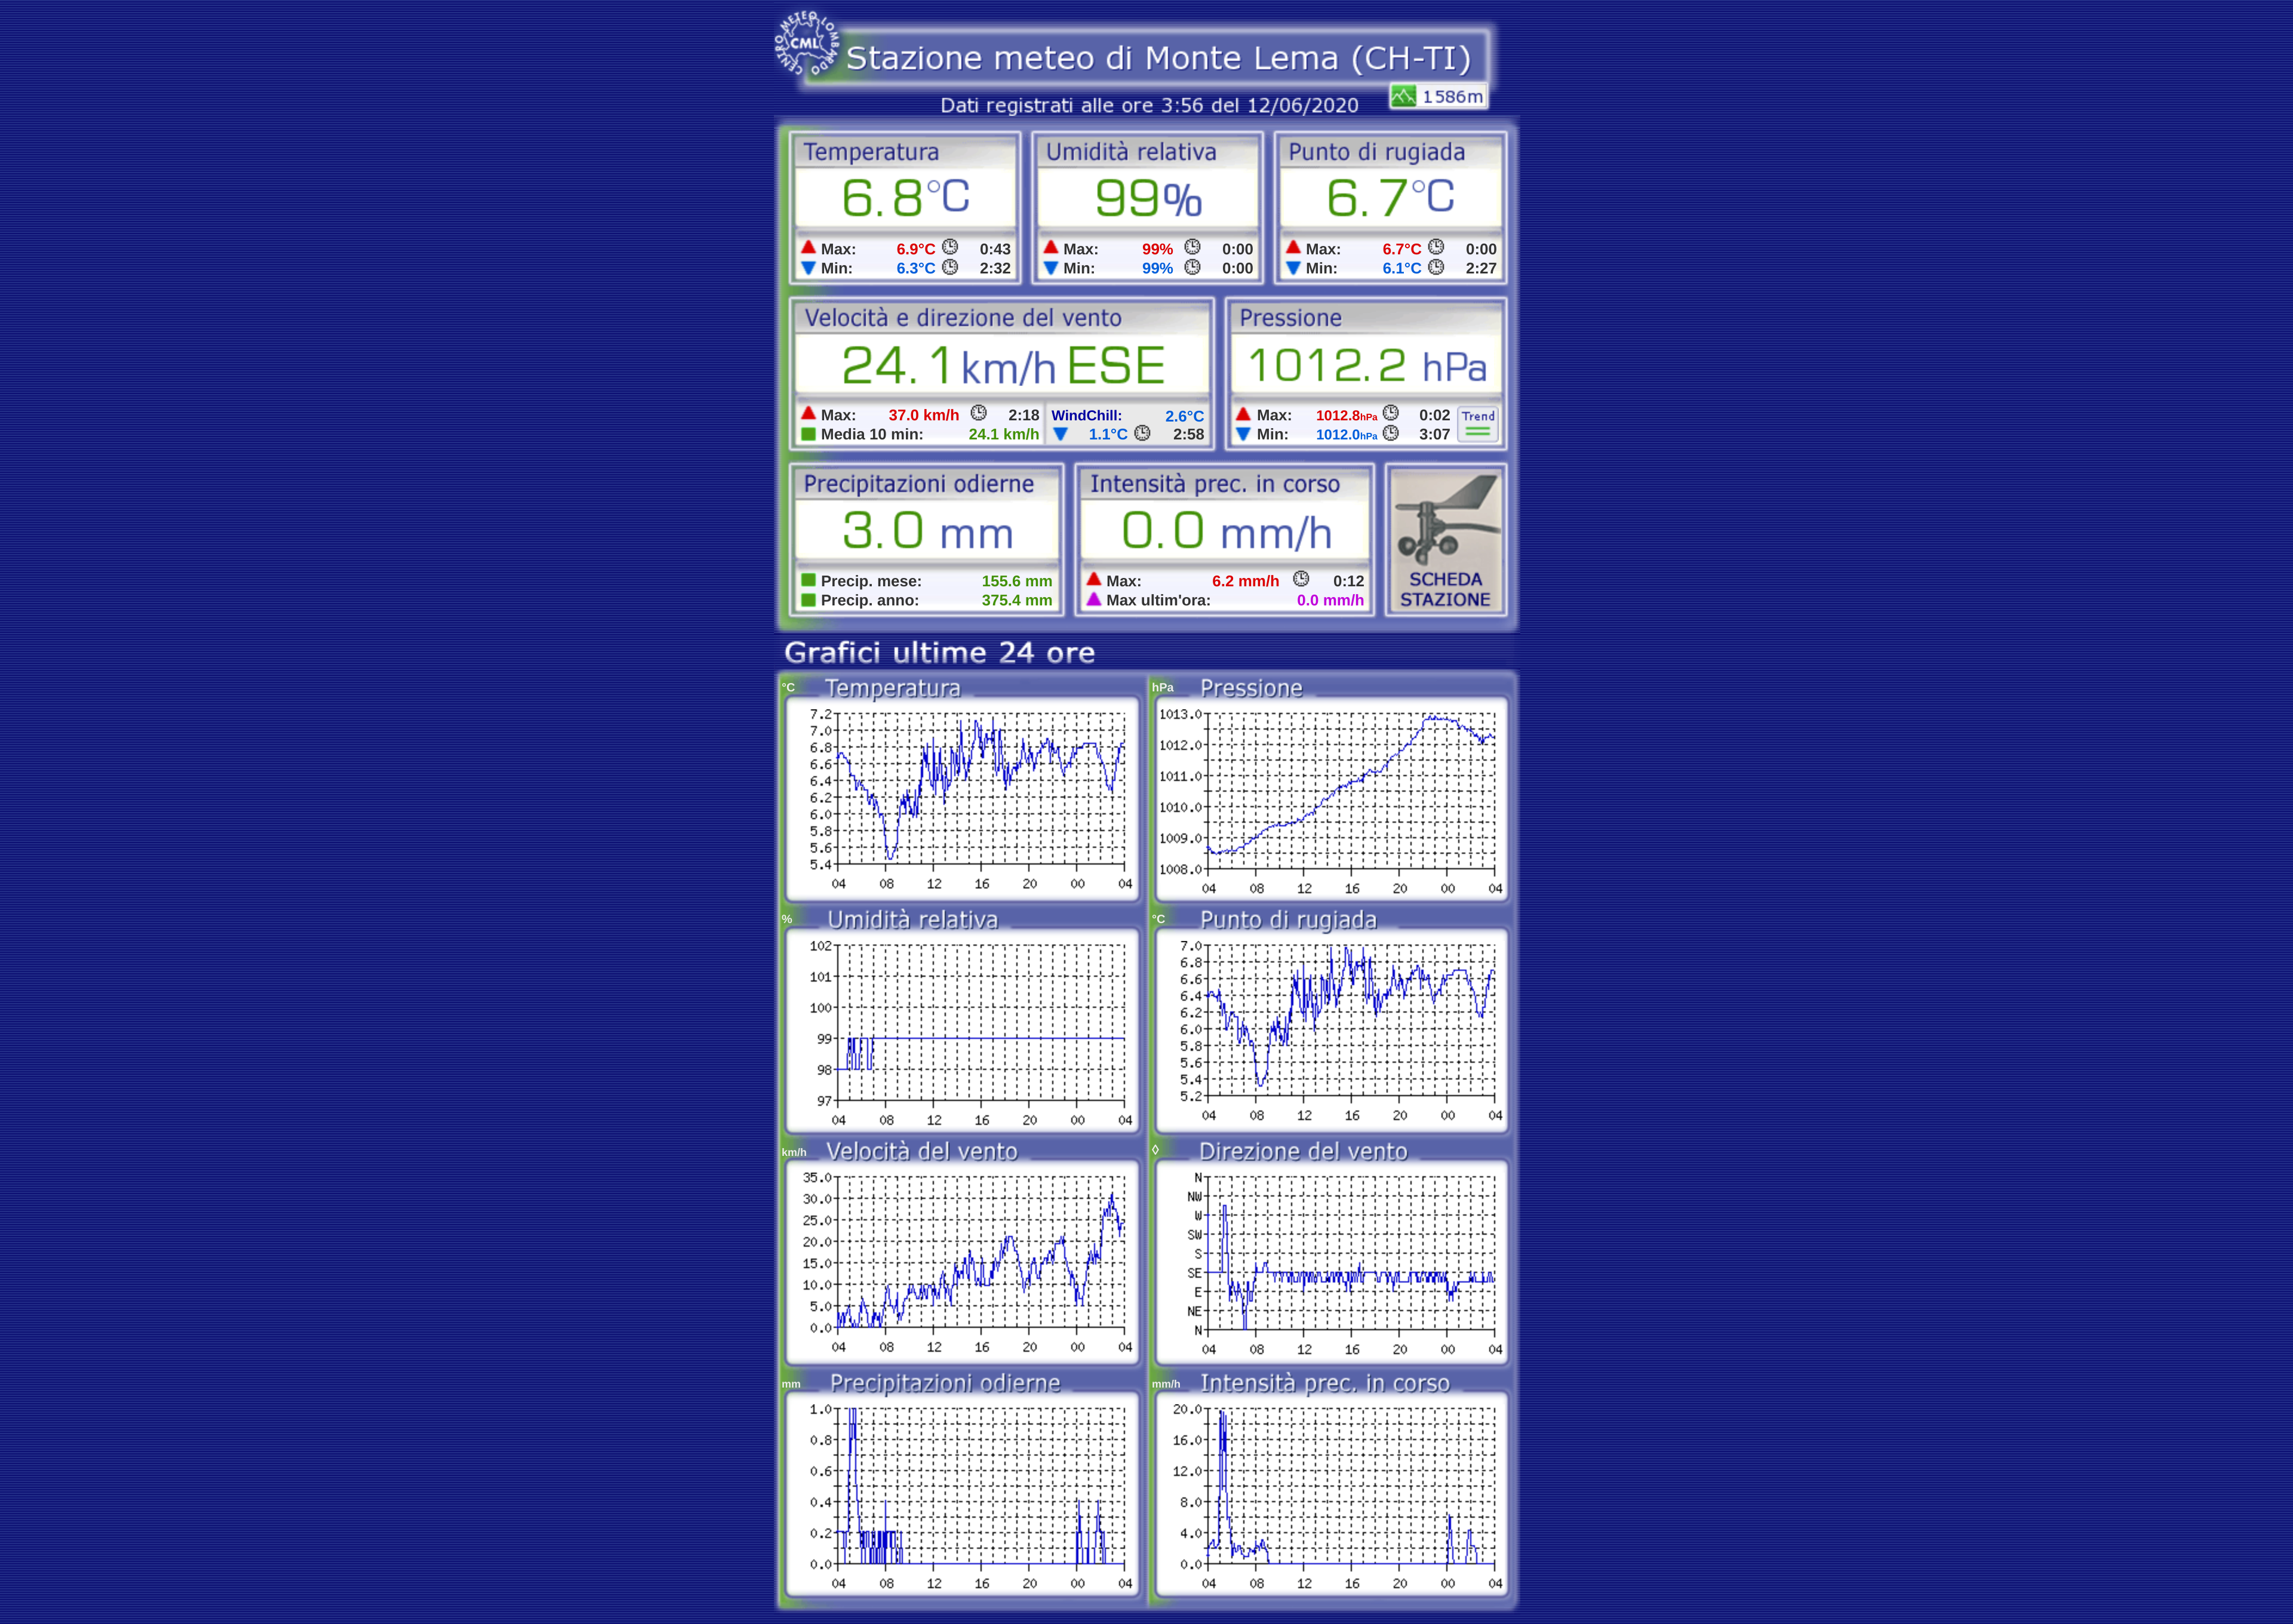 CENTRO METEO LOMBARDO
CML
Stazione meteo di Monte Lema (CH-TI)
Dati registrati alle ore 3:56 del 12/06/2020
1586m
Temperatura
6.8°C
Max: 6.9°C 0:43
Min: 6.3°C 2:32
Umidità relativa
99%
Max: 99% 0:00
Min: 99% 0:00
Punto di rugiada
6.7°C
Max: 6.7°C 0:00
Min: 6.1°C 2:27
Velocità e direzione del vento
24.1 km/h ESE
Max: 37.0 km/h 2:18
Media 10 min: 24.1 km/h
WindChill: 2.6°C
1.1°C 2:58
Pressione
1012.2 hPa
Max: 1012.8hPa 0:02
Min: 1012.0hPa 3:07
Trend
Precipitazioni odierne
3.0 mm
Precip. mese: 155.6 mm
Precip. anno: 375.4 mm
Intensità prec. in corso
0.0 mm/h
Max: 6.2 mm/h 0:12
Max ultim'ora: 0.0 mm/h
SCHEDA
STAZIONE
Grafici ultime 24 ore
°C Temperatura
7.2
7.0
6.8
6.6
6.4
6.2
6.0
5.8
5.6
5.4
04 08 12 16 20 00 04
hPa Pressione
1013.0
1012.0
1011.0
1010.0
1009.0
1008.0
04 08 12 16 20 00 04
% Umidità relativa
102
101
100
99
98
97
04 08 12 16 20 00 04
°C Punto di rugiada
7.0
6.8
6.6
6.4
6.2
6.0
5.8
5.6
5.4
5.2
04 08 12 16 20 00 04
km/h Velocità del vento
35.0
30.0
25.0
20.0
15.0
10.0
5.0
0.0
04 08 12 16 20 00 04
◊ Direzione del vento
N
NW
W
SW
S
SE
E
NE
N
04 08 12 16 20 00 04
mm Precipitazioni odierne
1.0
0.8
0.6
0.4
0.2
0.0
04 08 12 16 20 00 04
mm/h Intensità prec. in corso
20.0
16.0
12.0
8.0
4.0
0.0
04 08 12 16 20 00 04